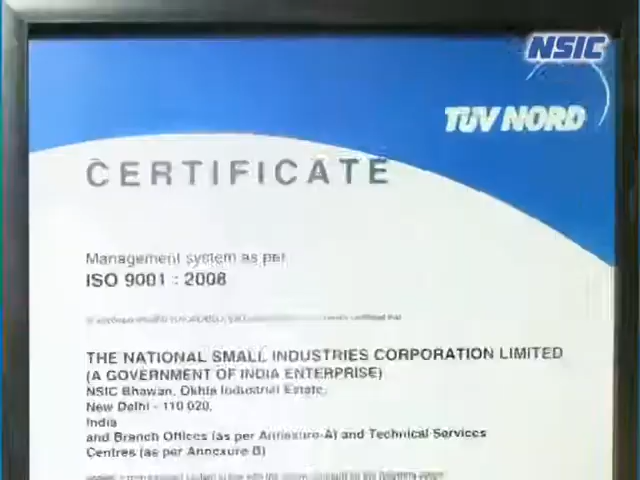 NSIC
TÜV NORD
CERTIFICATE
Management system as per
ISO 9001 : 2008
THE NATIONAL SMALL INDUSTRIES CORPORATION LIMITED
(A GOVERNMENT OF INDIA ENTERPRISE)
NSIC Bhawan, Okhla Industrial Estate,
New Delhi - 110 020,
India
and Branch Offices (as per Annexure-A) and Technical Services
Centres (as per Annexure B)